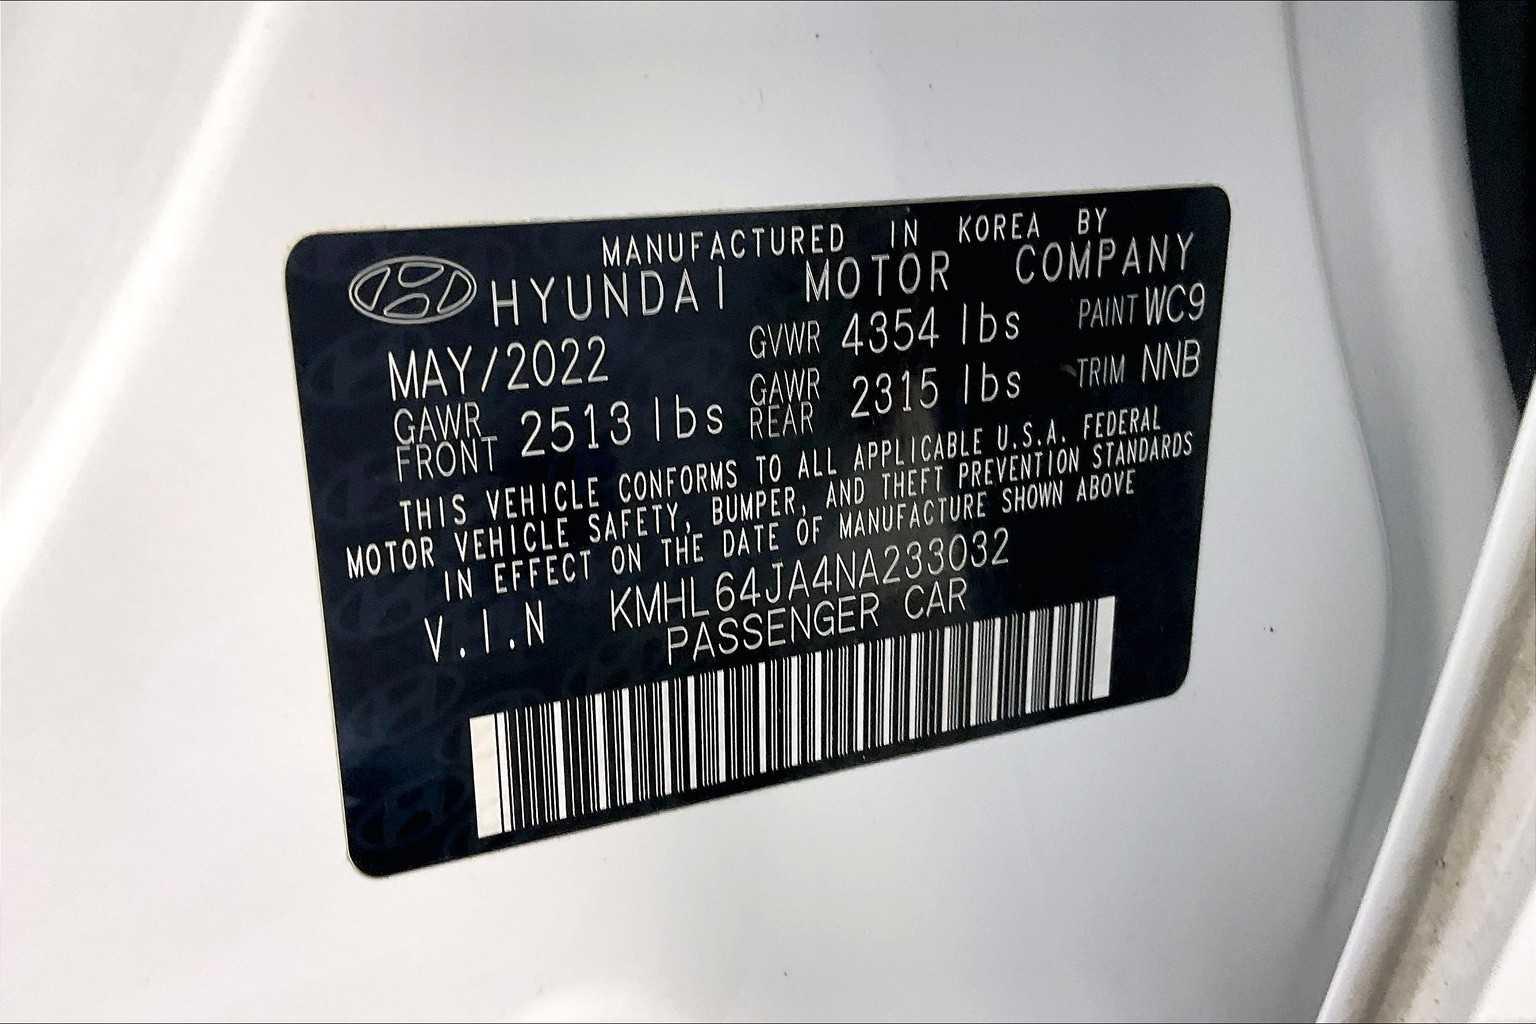 MANUFACTURED IN KOREA BY
HYUNDAI MOTOR COMPANY
MAY/2022 GVWR 4354 lbs PAINT WC9
GAWR FRONT 2513 lbs GAWR REAR 2315 lbs TRIM NNB
THIS VEHICLE CONFORMS TO ALL APPLICABLE U.S.A. FEDERAL
MOTOR VEHICLE SAFETY, BUMPER, AND THEFT PREVENTION STANDARDS
IN EFFECT ON THE DATE OF MANUFACTURE SHOWN ABOVE
V.I.N KMHL64JA4NA233032
PASSENGER CAR